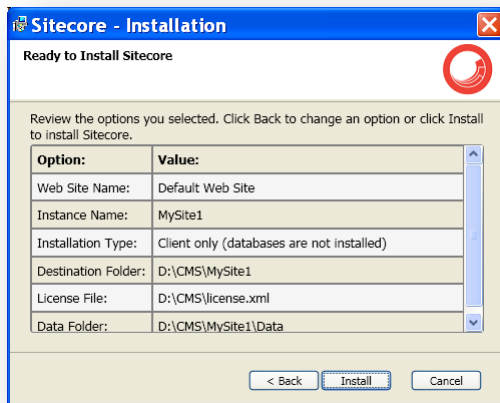 Sitecore - Installation
Ready to Install Sitecore
Review the options you selected. Click Back to change an option or click Install
to install Sitecore.
Option: Value:
Web Site Name: Default Web Site
Instance Name: MySite1
Installation Type: Client only (databases are not installed)
Destination Folder: D:\CMS\MySite1
License File: D:\CMS\license.xml
Data Folder: D:\CMS\MySite1\Data
< Back Install Cancel